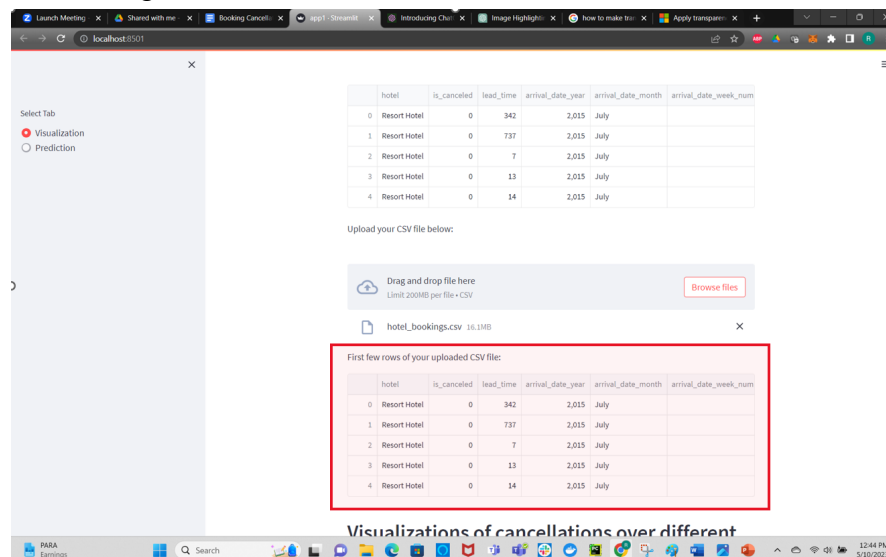 Launch Meeting
Shared with me
Booking Cancella
app1 · Streamlit
Introducing Chat
Image Highlightin
how to make tran
Apply transparen
localhost:8501
Select Tab
Visualization
Prediction
hotel is_canceled lead_time arrival_date_year arrival_date_month arrival_date_week_num
0 Resort Hotel 0 342 2,015 July
1 Resort Hotel 0 737 2,015 July
2 Resort Hotel 0 7 2,015 July
3 Resort Hotel 0 13 2,015 July
4 Resort Hotel 0 14 2,015 July
Upload your CSV file below:
Drag and drop file here
Limit 200MB per file • CSV
Browse files
hotel_bookings.csv 16.1MB
First few rows of your uploaded CSV file:
hotel is_canceled lead_time arrival_date_year arrival_date_month arrival_date_week_num
0 Resort Hotel 0 342 2,015 July
1 Resort Hotel 0 737 2,015 July
2 Resort Hotel 0 7 2,015 July
3 Resort Hotel 0 13 2,015 July
4 Resort Hotel 0 14 2,015 July
Visualizations of cancellations over different
PARA
Earnings
Search
12:44 PM